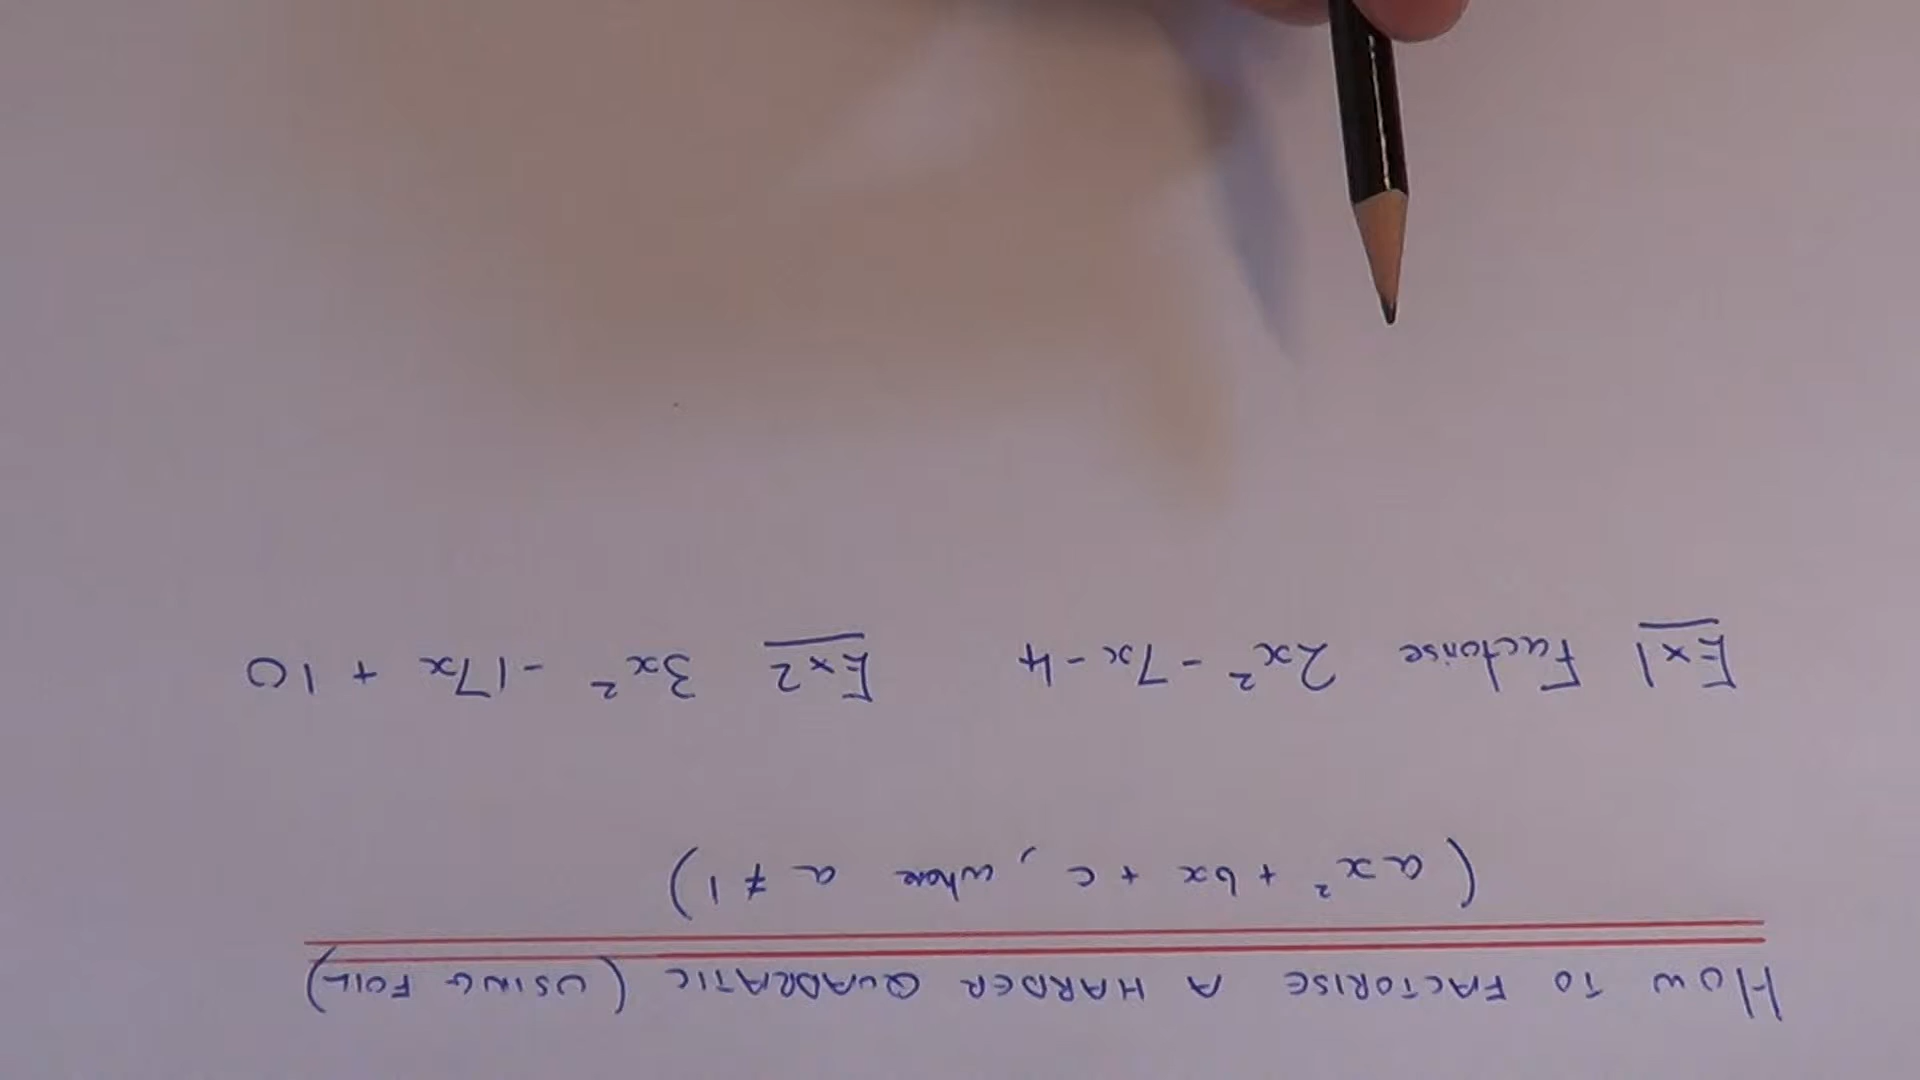 HOW TO FACTORISE A HARDER QUADRATIC (USING FOIL)
(ax² + bx + c, where a ≠ 1)
Ex1 Factorise 2x² - 7x - 4 Ex2 3x² - 17x + 10